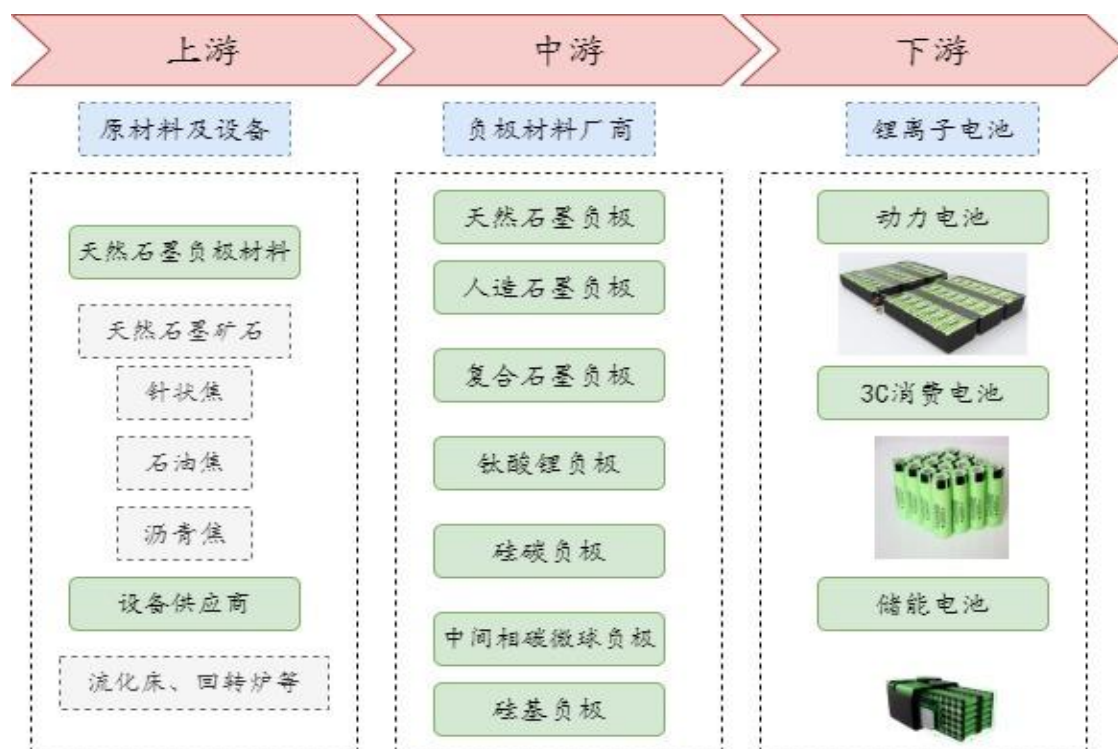 上游
中游
下游
原材料及设备
负极材料厂商
锂离子电池
天然石墨负极材料
天然石墨矿石
针状焦
石油焦
沥青焦
设备供应商
流化床、回转炉等
天然石墨负极
人造石墨负极
复合石墨负极
钛酸锂负极
硅碳负极
中间相碳微球负极
硅基负极
动力电池
3C消费电池
储能电池